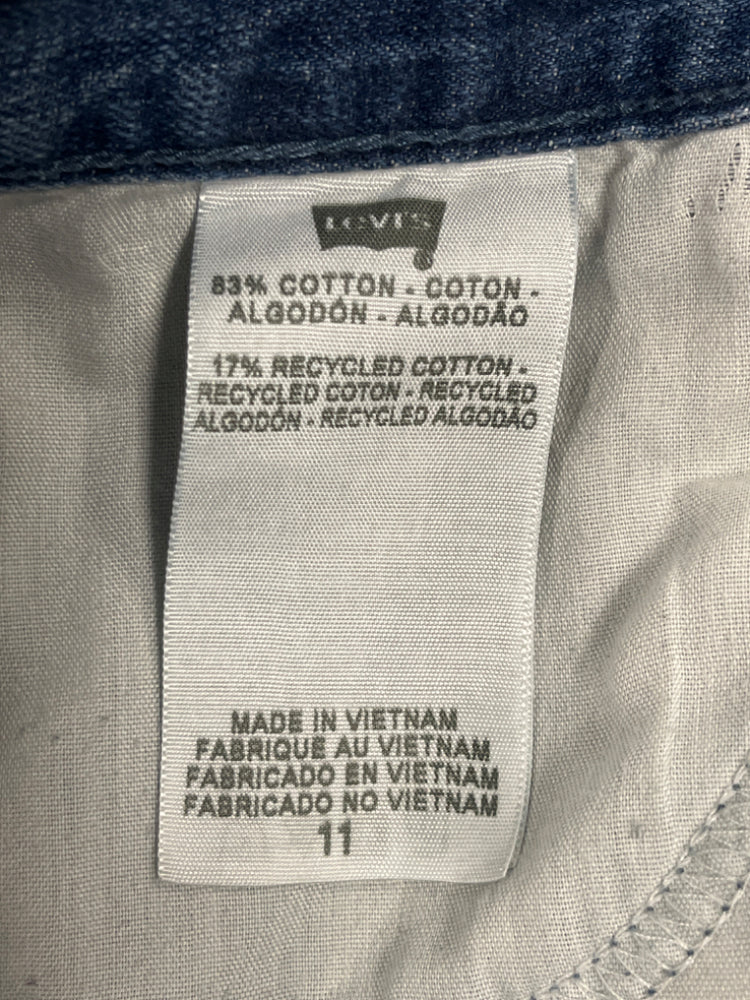 LEVI'S
83% COTTON - COTON -
ALGODÓN - ALGODÃO
17% RECYCLED COTTON -
RECYCLED COTON - RECYCLED
ALGODÓN - RECYCLED ALGODÃO
MADE IN VIETNAM
FABRIQUE AU VIETNAM
FABRICADO EN VIETNAM
FABRICADO NO VIETNAM
11